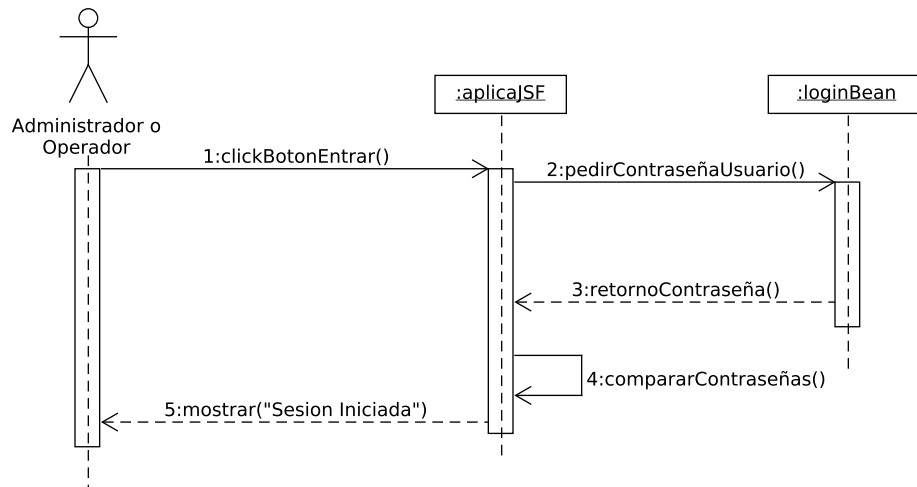 :aplicaJSF
:loginBean
Administrador o
Operador
1:clickBotonEntrar()
2:pedirContraseñaUsuario()
3:retornoContraseña()
4:compararContraseñas()
5:mostrar("Sesion Iniciada")